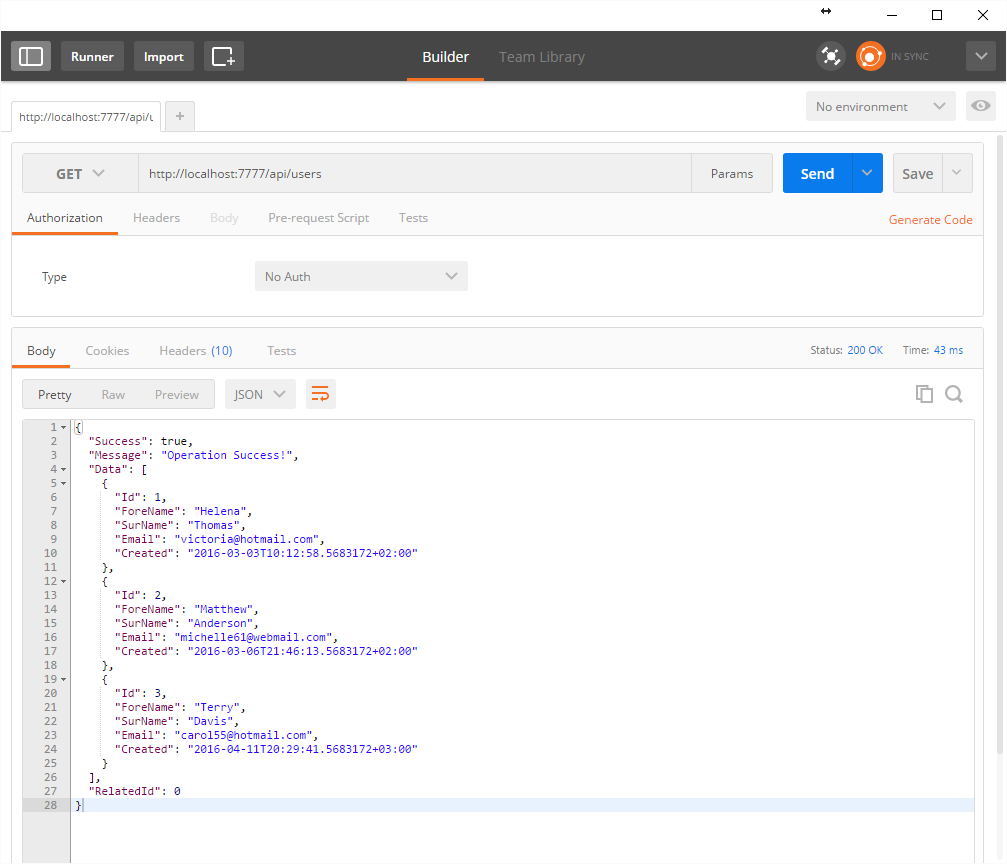 Runner Import Builder Team Library IN SYNC
http://localhost:7777/api/u + No environment
GET http://localhost:7777/api/users Params Send Save
Authorization Headers Body Pre-request Script Tests Generate Code
Type No Auth
Body Cookies Headers (10) Tests Status: 200 OK Time: 43 ms
Pretty Raw Preview JSON
1 {
2 "Success": true,
3 "Message": "Operation Success!",
4 "Data": [
5 {
6 "Id": 1,
7 "ForeName": "Helena",
8 "SurName": "Thomas",
9 "Email": "victoria@hotmail.com",
10 "Created": "2016-03-03T10:12:58.5683172+02:00"
11 },
12 {
13 "Id": 2,
14 "ForeName": "Matthew",
15 "SurName": "Anderson",
16 "Email": "michelle61@webmail.com",
17 "Created": "2016-03-06T21:46:13.5683172+02:00"
18 },
19 {
20 "Id": 3,
21 "ForeName": "Terry",
22 "SurName": "Davis",
23 "Email": "carol55@hotmail.com",
24 "Created": "2016-04-11T20:29:41.5683172+03:00"
25 }
26 ],
27 "RelatedId": 0
28 }